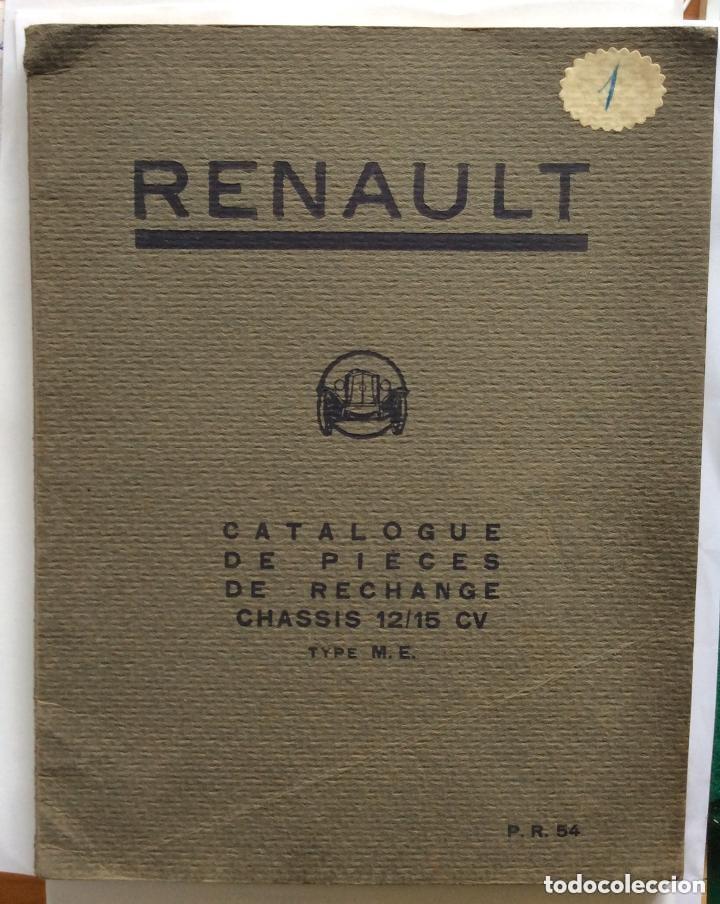 1
RENAULT
CATALOGUE
DE PIÈCES
DE RECHANGE
CHASSIS 12/15 CV
TYPE M.E.
P. R. 54
todocoleccion